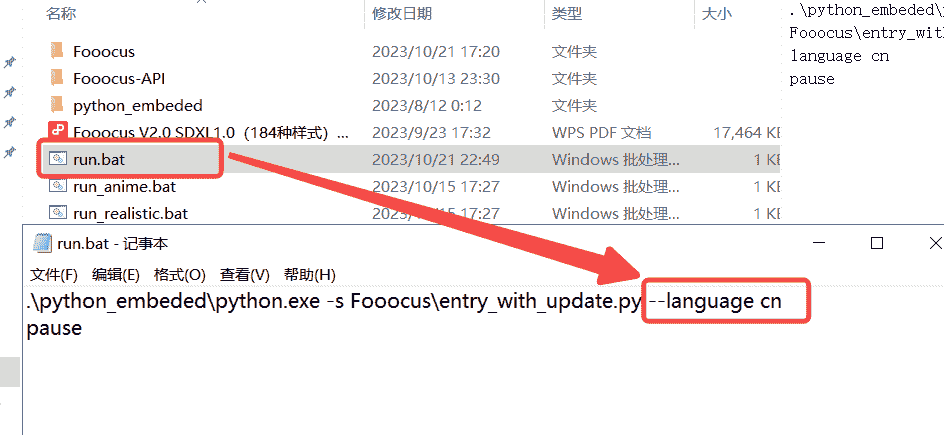 名称 修改日期 类型 大小
Fooocus 2023/10/21 17:20 文件夹
Fooocus-API 2023/10/13 23:30 文件夹
python_embeded 2023/8/12 0:12 文件夹
Fooocus V2.0 SDXL1.0（184种样式）... 2023/9/23 17:32 WPS PDF 文档 17,464 KB
run.bat 2023/10/21 22:49 Windows 批处理... 1 KB
run_anime.bat 2023/10/15 17:27 Windows 批处理... 1 KB
run_realistic.bat 17:27 Windows 批处理... 1 KB
.\python_embeded\
Fooocus\entry_with
language cn
pause
run.bat - 记事本
文件(F) 编辑(E) 格式(O) 查看(V) 帮助(H)
.\python_embeded\python.exe -s Fooocus\entry_with_update.py --language cn
pause